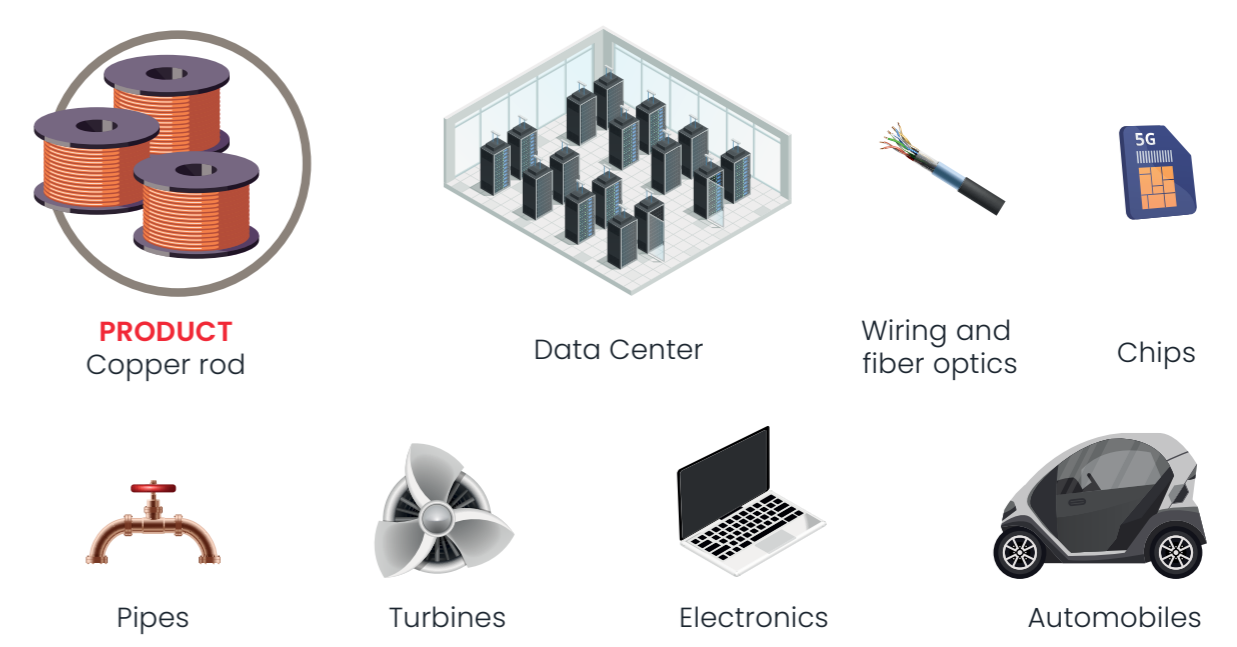 5G
PRODUCT
Copper rod
Data Center
Wiring and
fiber optics
Chips
Pipes
Turbines
Electronics
Automobiles